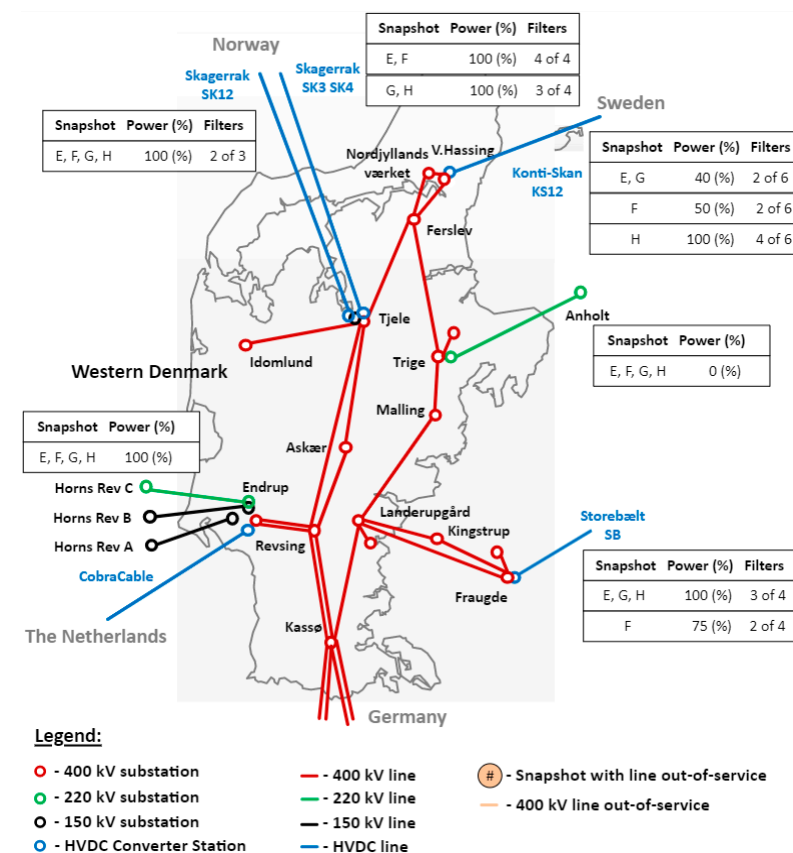 Norway
Skagerrak
SK12
Skagerrak
SK3 SK4
Snapshot Power (%) Filters
E, F 100 (%) 4 of 4
G, H 100 (%) 3 of 4
Sweden
Snapshot Power (%) Filters
E, F, G, H 100 (%) 2 of 3
Nordjyllands
værket
V.Hassing
Konti-Skan
KS12
Snapshot Power (%) Filters
E, G 40 (%) 2 of 6
F 50 (%) 2 of 6
H 100 (%) 4 of 6
Ferslev
Tjele
Anholt
Idomlund
Trige
Snapshot Power (%)
E, F, G, H 0 (%)
Western Denmark
Malling
Snapshot Power (%)
E, F, G, H 100 (%)
Askær
Horns Rev C
Endrup
Horns Rev B
Landerupgård
Kingstrup
Storebælt
SB
Horns Rev A
Revsing
CobraCable
Snapshot Power (%) Filters
E, G, H 100 (%) 3 of 4
F 75 (%) 2 of 4
Fraugde
The Netherlands
Kassø
Germany
Legend:
- 400 kV substation
- 220 kV substation
- 150 kV substation
- HVDC Converter Station
- 400 kV line
- 220 kV line
- 150 kV line
- HVDC line
# - Snapshot with line out-of-service
- 400 kV line out-of-service